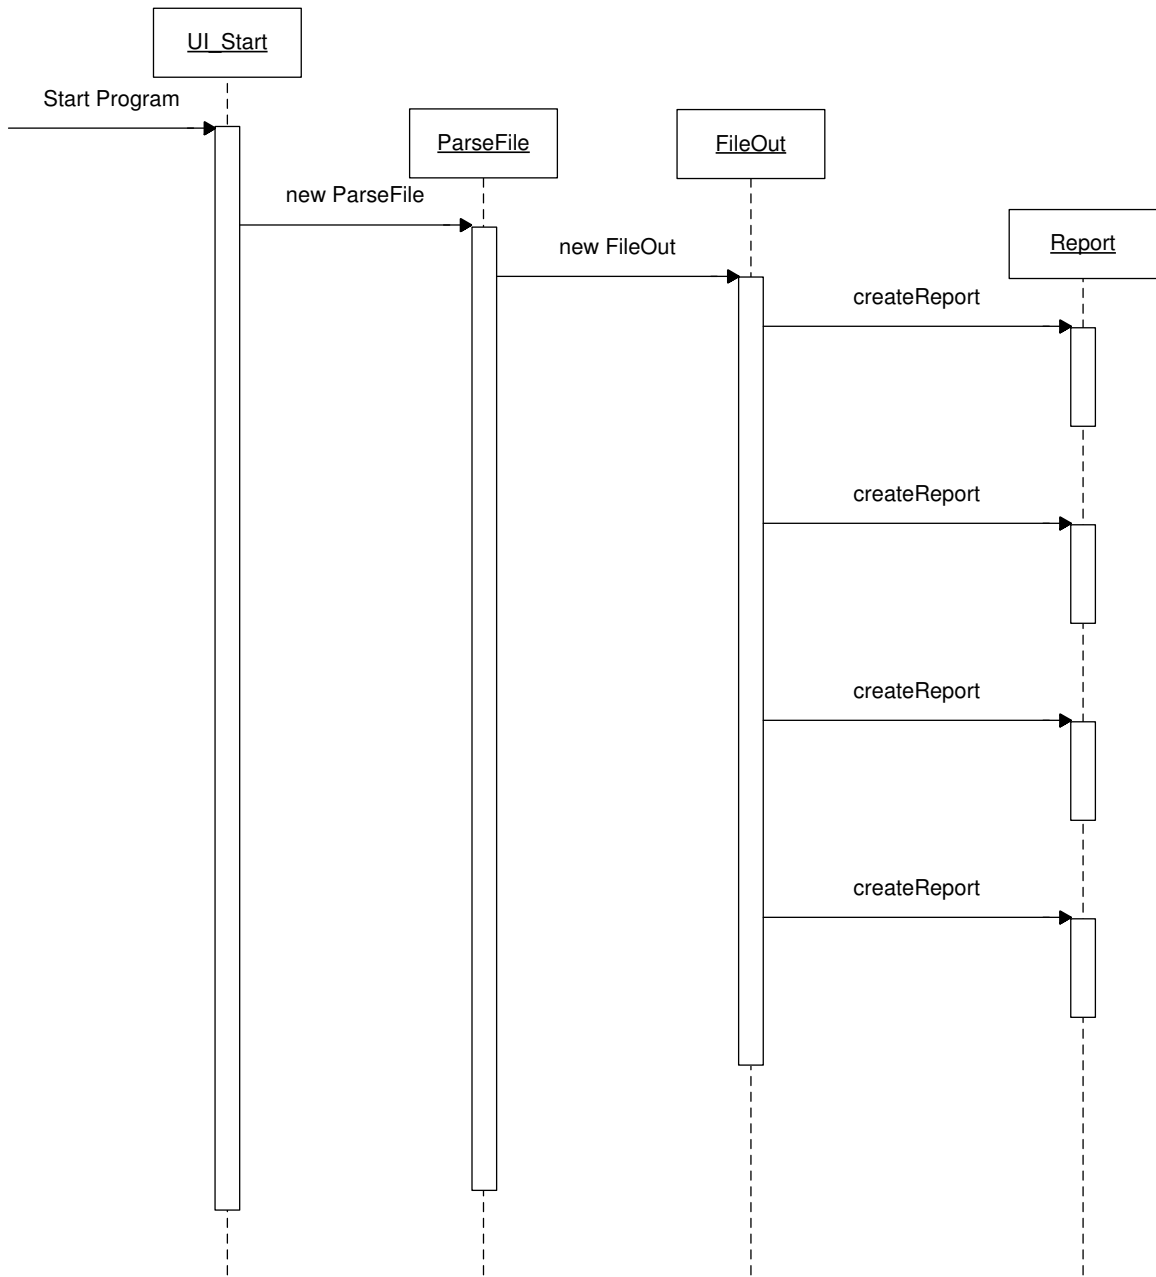 UI_Start
Start Program
ParseFile
FileOut
new ParseFile
Report
new FileOut
createReport
createReport
createReport
createReport